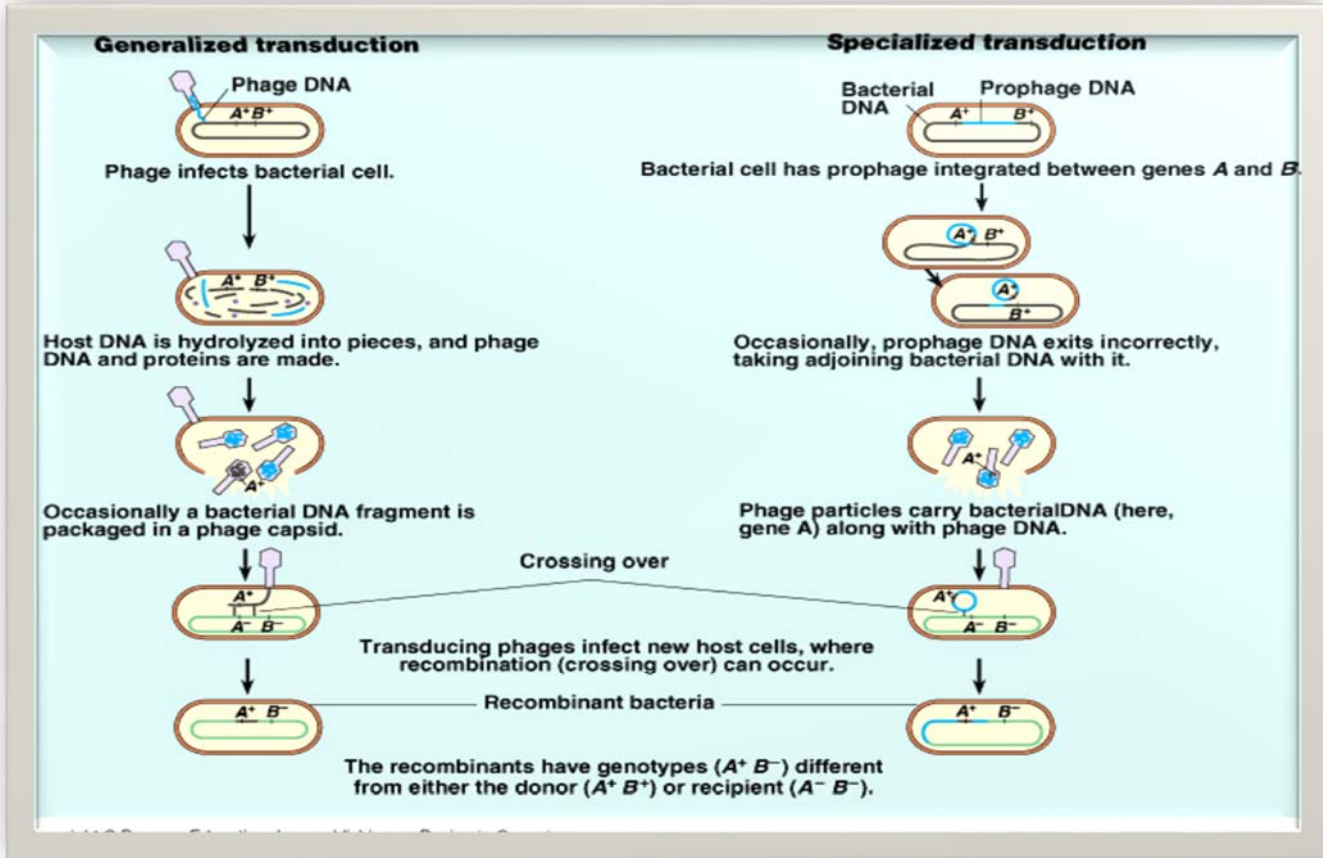 Generalized transduction
Phage DNA
A⁺ B⁺
Phage infects bacterial cell.
A⁺ B⁺
Host DNA is hydrolyzed into pieces, and phage
DNA and proteins are made.
A⁺
Occasionally a bacterial DNA fragment is
packaged in a phage capsid.
A⁺
A⁻ B⁻
A⁺ B⁻
Specialized transduction
Bacterial
DNA
Prophage DNA
A⁺ B⁺
Bacterial cell has prophage integrated between genes A and B.
A⁺ B⁺
A⁺
B⁺
Occasionally, prophage DNA exits incorrectly,
taking adjoining bacterial DNA with it.
A⁺
Phage particles carry bacterialDNA (here,
gene A) along with phage DNA.
A⁺
A⁻ B⁻
A⁺ B⁻
Crossing over
Transducing phages infect new host cells, where
recombination (crossing over) can occur.
Recombinant bacteria
The recombinants have genotypes (A⁺ B⁻) different
from either the donor (A⁺ B⁺) or recipient (A⁻ B⁻).